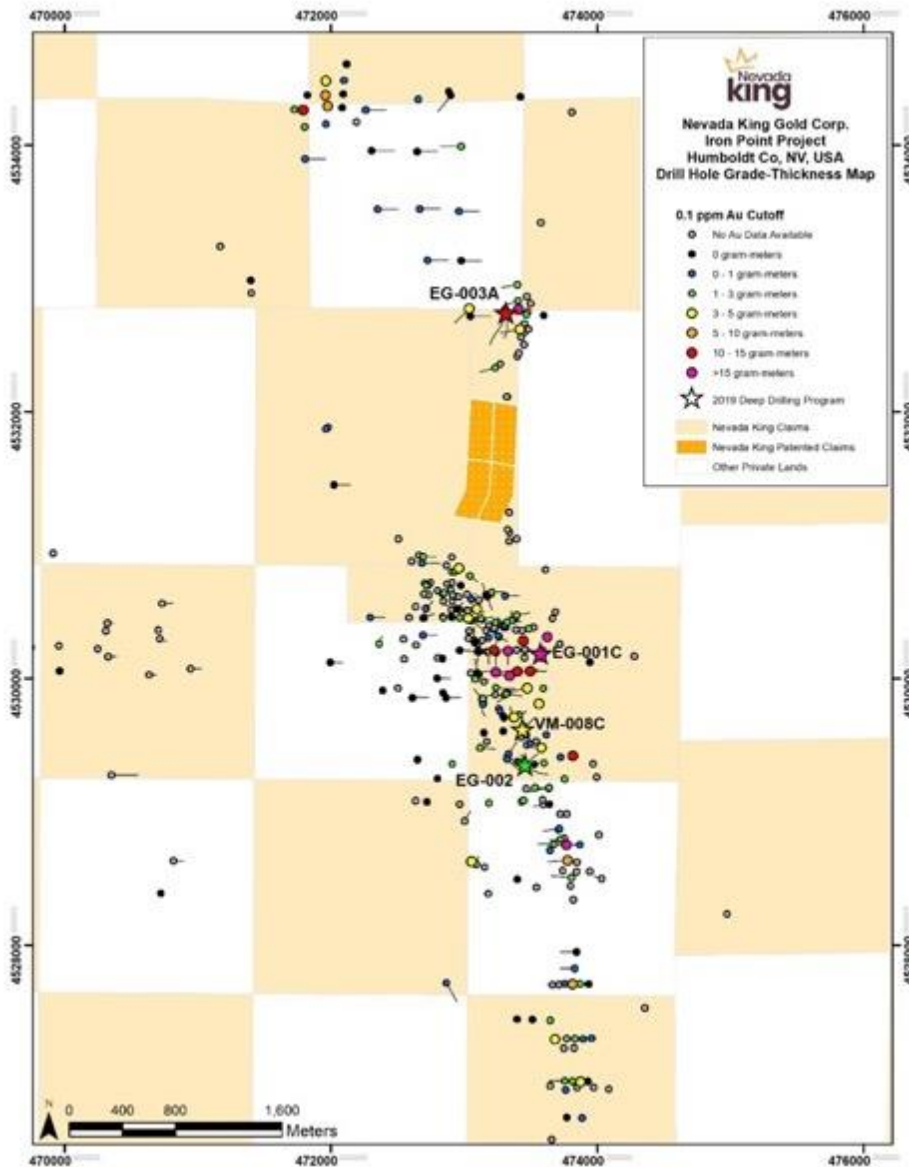 470000 472000 474000 476000
Nevada
king
Nevada King Gold Corp.
Iron Point Project
Humboldt Co, NV, USA
Drill Hole Grade-Thickness Map
0.1 ppm Au Cutoff
No Au Data Available
0 gram-meters
0 - 1 gram-meters
1 - 3 gram-meters
3 - 5 gram-meters
5 - 10 gram-meters
10 - 15 gram-meters
>15 gram-meters
2019 Deep Drilling Program
Nevada King Claims
Nevada King Patented Claims
Other Private Lands
4534000 4534000
EG-003A
4532000 4532000
EG-001C
4530000 4530000
VM-008C
EG-002
4528000 4528000
N
0 400 800 1,600
Meters
470000 472000 474000 476000